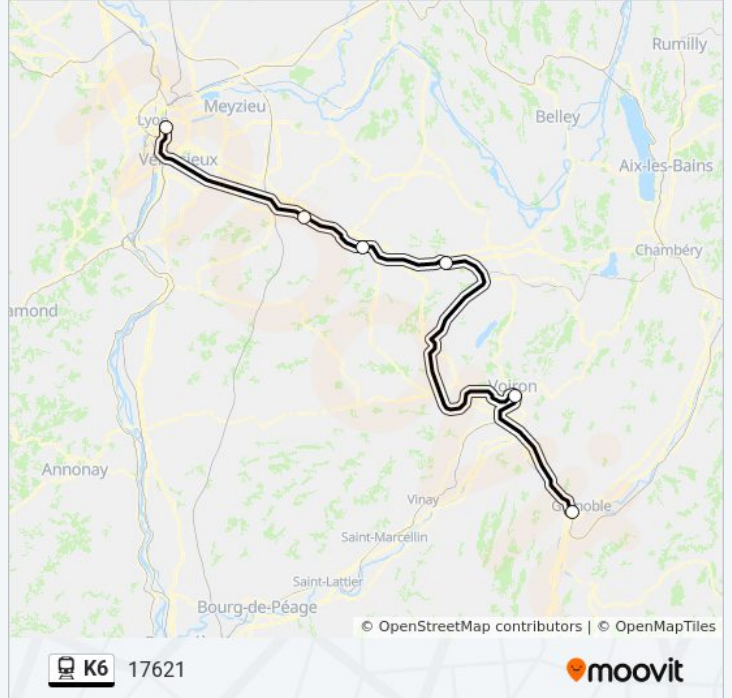 Rumilly
Meyzieu
Lyon
Belley
Vénissieux
Aix-les-Bains
Chambéry
amond
Voiron
Annonay
Vinay
Grenoble
Saint-Marcellin
Saint-Lattier
Bourg-de-Péage
© OpenStreetMap contributors | © OpenMapTiles
K6 17621 moovit